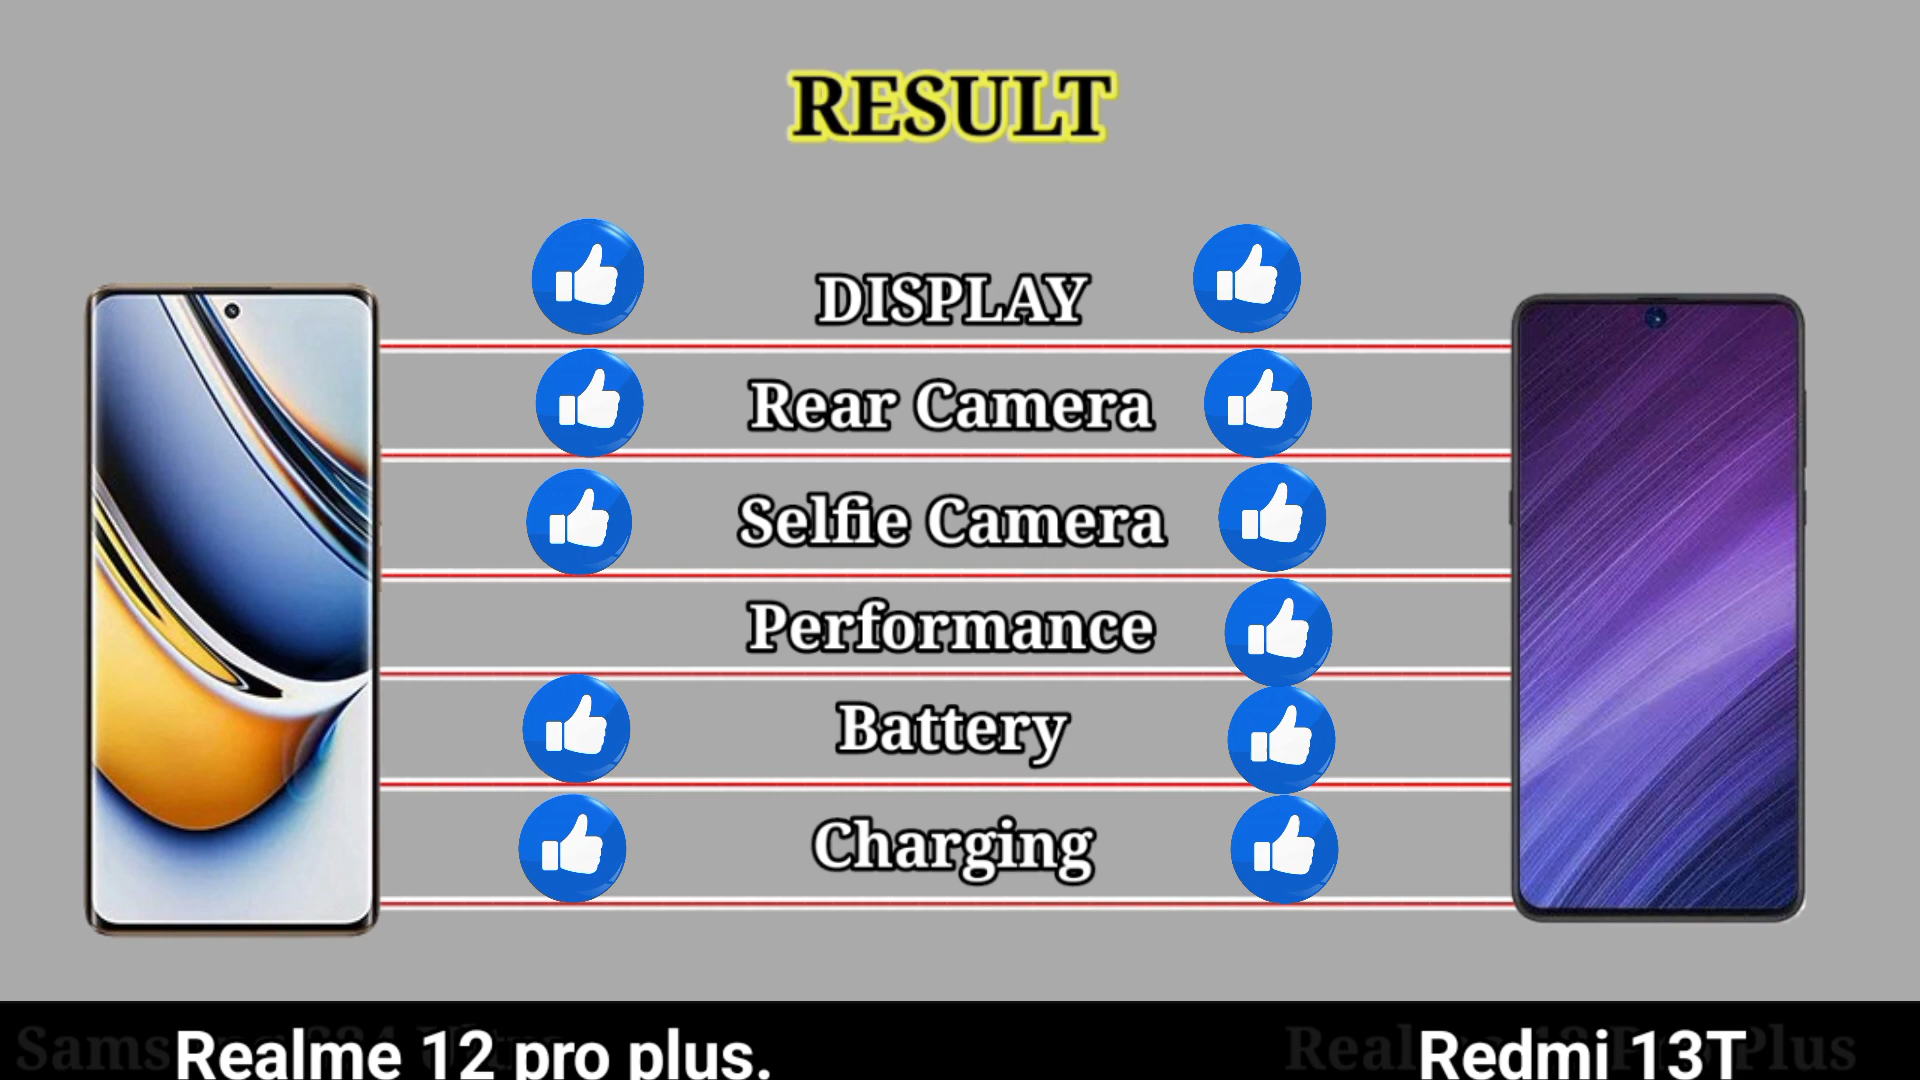 RESULT
DISPLAY
Rear Camera
Selfie Camera
Performance
Battery
Charging
Realme 12 pro plus.
Redmi 13T